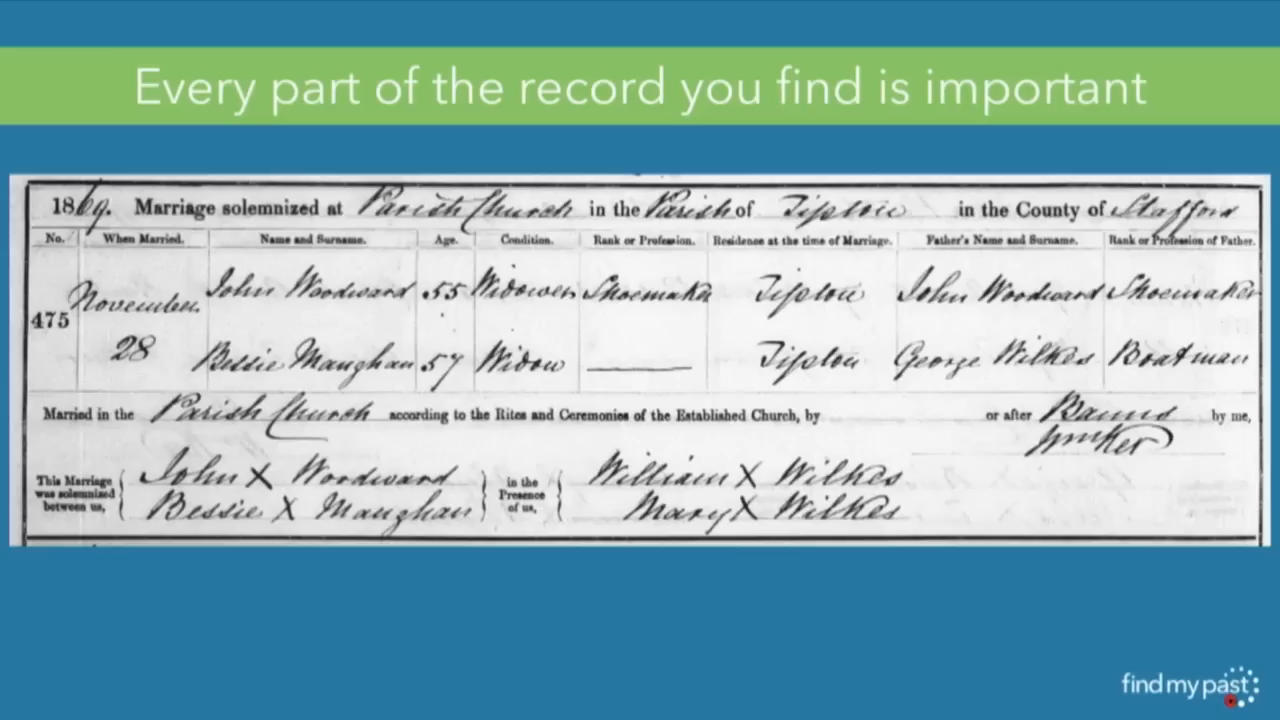 Every part of the record you find is important
1869. Marriage solemnized at Parish Church in the Parish of Tipton in the County of Stafford
No. When Married. Name and Surname. Age. Condition. Rank or Profession. Residence at the time of Marriage. Father's Name and Surname. Rank or Profession of Father.
475 November 28
John Woodward 55 Widower Shoemaker Tipton John Woodward Shoemaker
Bessie Maughan 57 Widow Tipton George Wilkes Boatman
Married in the Parish Church according to the Rites and Ceremonies of the Established Church, by or after Banns by me,
This Marriage was solemnized between us, { John X Woodward } in the Presence of us, { William X Wilkes
Bessie X Maughan Mary X Wilkes
findmypast